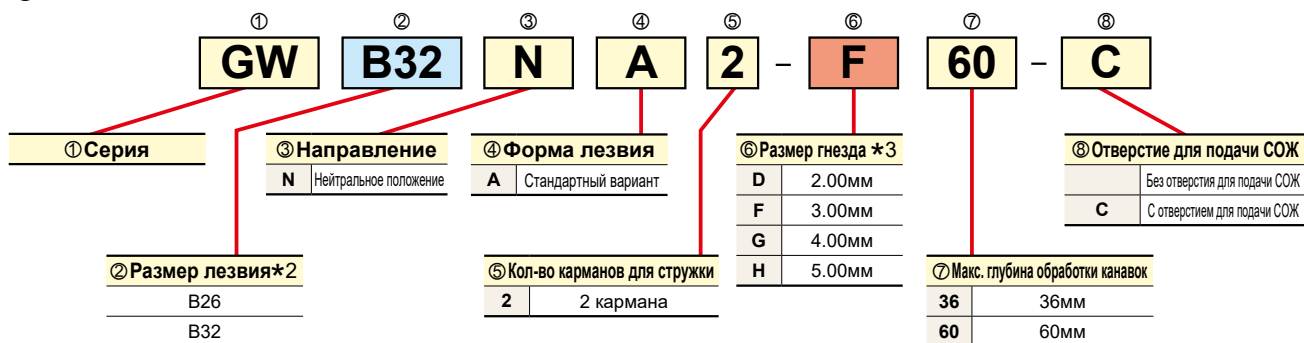 ① ② ③ ④ ⑤ ⑥ ⑦ ⑧
GW B32 N A 2 – F 60 – C
①Серия
③Направление
N Нейтральное положение
④Форма лезвия
A Стандартный вариант
⑥Размер гнезда *3
D 2.00мм
F 3.00мм
G 4.00мм
H 5.00мм
⑧Отверстие для подачи СОЖ
Без отверстия для подачи СОЖ
C С отверстием для подачи СОЖ
②Размер лезвия*2
B26
B32
⑤Кол-во карманов для стружки
2 2 кармана
⑦Макс. глубина обработки канавок
36 36мм
60 60мм